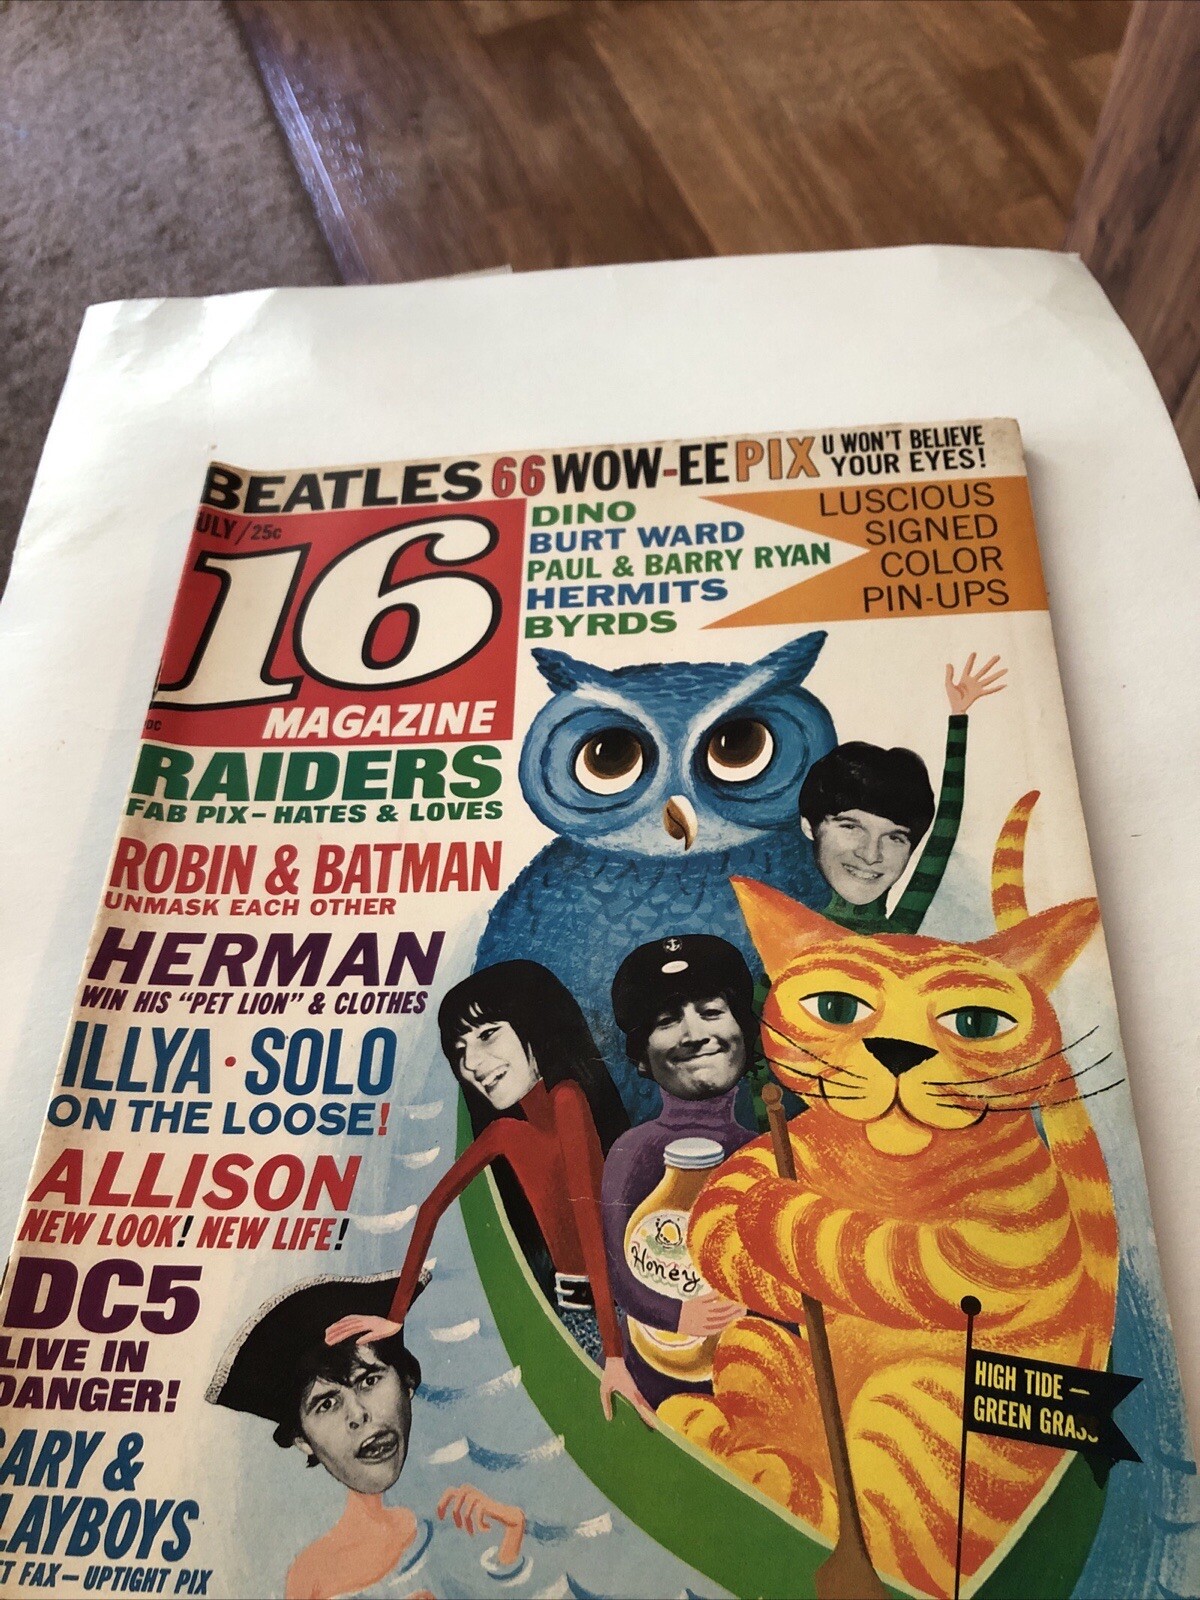 BEATLES 66 WOW-EE PIX U WON'T BELIEVE
YOUR EYES!
JULY/25¢
16
MAGAZINE
DINO
BURT WARD
PAUL & BARRY RYAN
HERMITS
BYRDS
LUSCIOUS
SIGNED
COLOR
PIN-UPS
RAIDERS
FAB PIX-HATES & LOVES
ROBIN & BATMAN
UNMASK EACH OTHER
HERMAN
WIN HIS "PET LION" & CLOTHES
ILLYA · SOLO
ON THE LOOSE!
ALLISON
NEW LOOK! NEW LIFE!
DC5
LIVE IN
DANGER!
ARY &
LAYBOYS
FAX-UPTIGHT PIX
Honey
HIGH TIDE —
GREEN GRASS